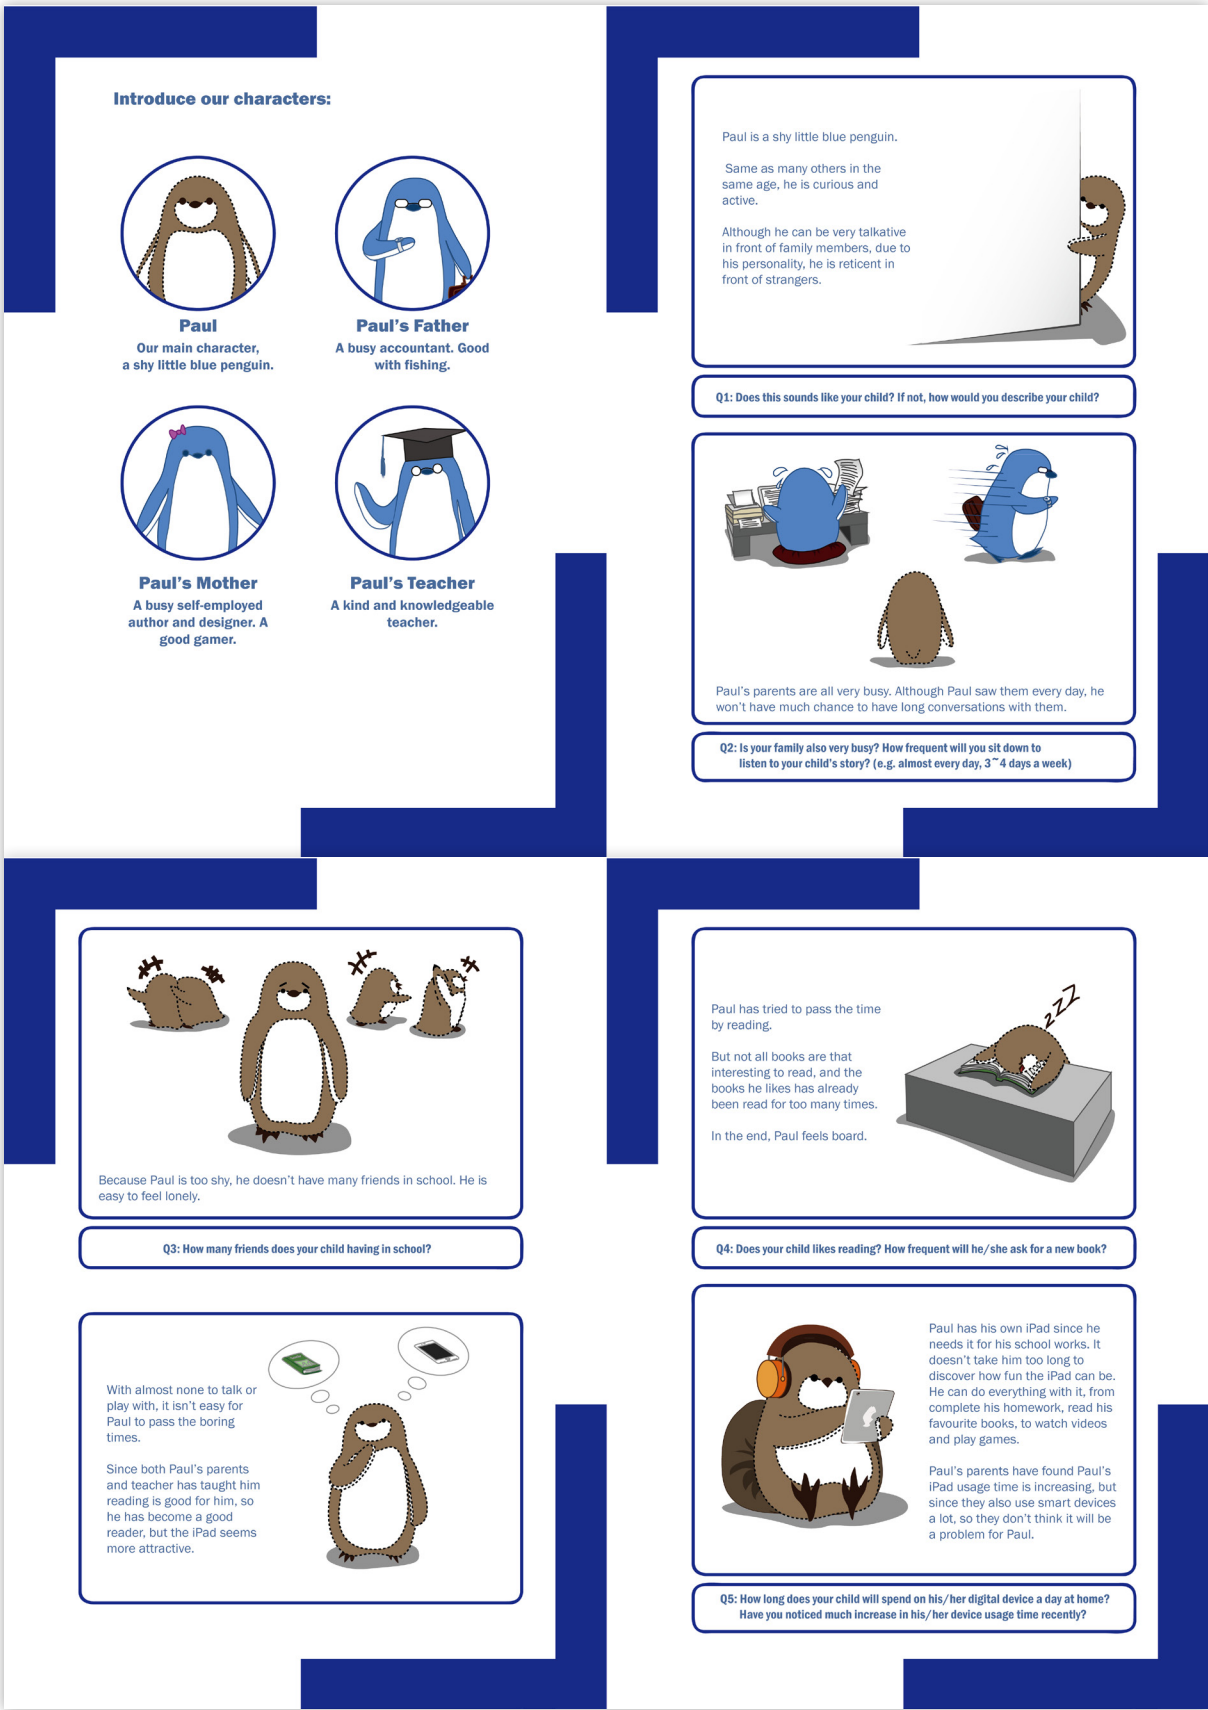 Introduce our characters:
Paul
Our main character,
a shy little blue penguin.
Paul's Father
A busy accountant. Good
with fishing.
Paul's Mother
A busy self-employed
author and designer. A
good gamer.
Paul's Teacher
A kind and knowledgeable
teacher.
Paul is a shy little blue penguin.
Same as many others in the
same age, he is curious and
active.
Although he can be very talkative
in front of family members, due to
his personality, he is reticent in
front of strangers.
Q1: Does this sounds like your child? If not, how would you describe your child?
Paul's parents are all very busy. Although Paul saw them every day, he
won't have much chance to have long conversations with them.
Q2: Is your family also very busy? How frequent will you sit down to
listen to your child's story? (e.g. almost every day, 3~4 days a week)
Because Paul is too shy, he doesn't have many friends in school. He is
easy to feel lonely.
Q3: How many friends does your child having in school?
With almost none to talk or
play with, it isn't easy for
Paul to pass the boring
times.
Since both Paul's parents
and teacher has taught him
reading is good for him, so
he has become a good
reader, but the iPad seems
more attractive.
Paul has tried to pass the time
by reading.
But not all books are that
interesting to read, and the
books he likes has already
been read for too many times.
In the end, Paul feels board.
zzZ
Q4: Does your child likes reading? How frequent will he/she ask for a new book?
Paul has his own iPad since he
needs it for his school works. It
doesn't take him too long to
discover how fun the iPad can be.
He can do everything with it, from
complete his homework, read his
favourite books, to watch videos
and play games.
Paul's parents have found Paul's
iPad usage time is increasing, but
since they also use smart devices
a lot, so they don't think it will be
a problem for Paul.
Q5: How long does your child will spend on his/her digital device a day at home?
Have you noticed much increase in his/her device usage time recently?